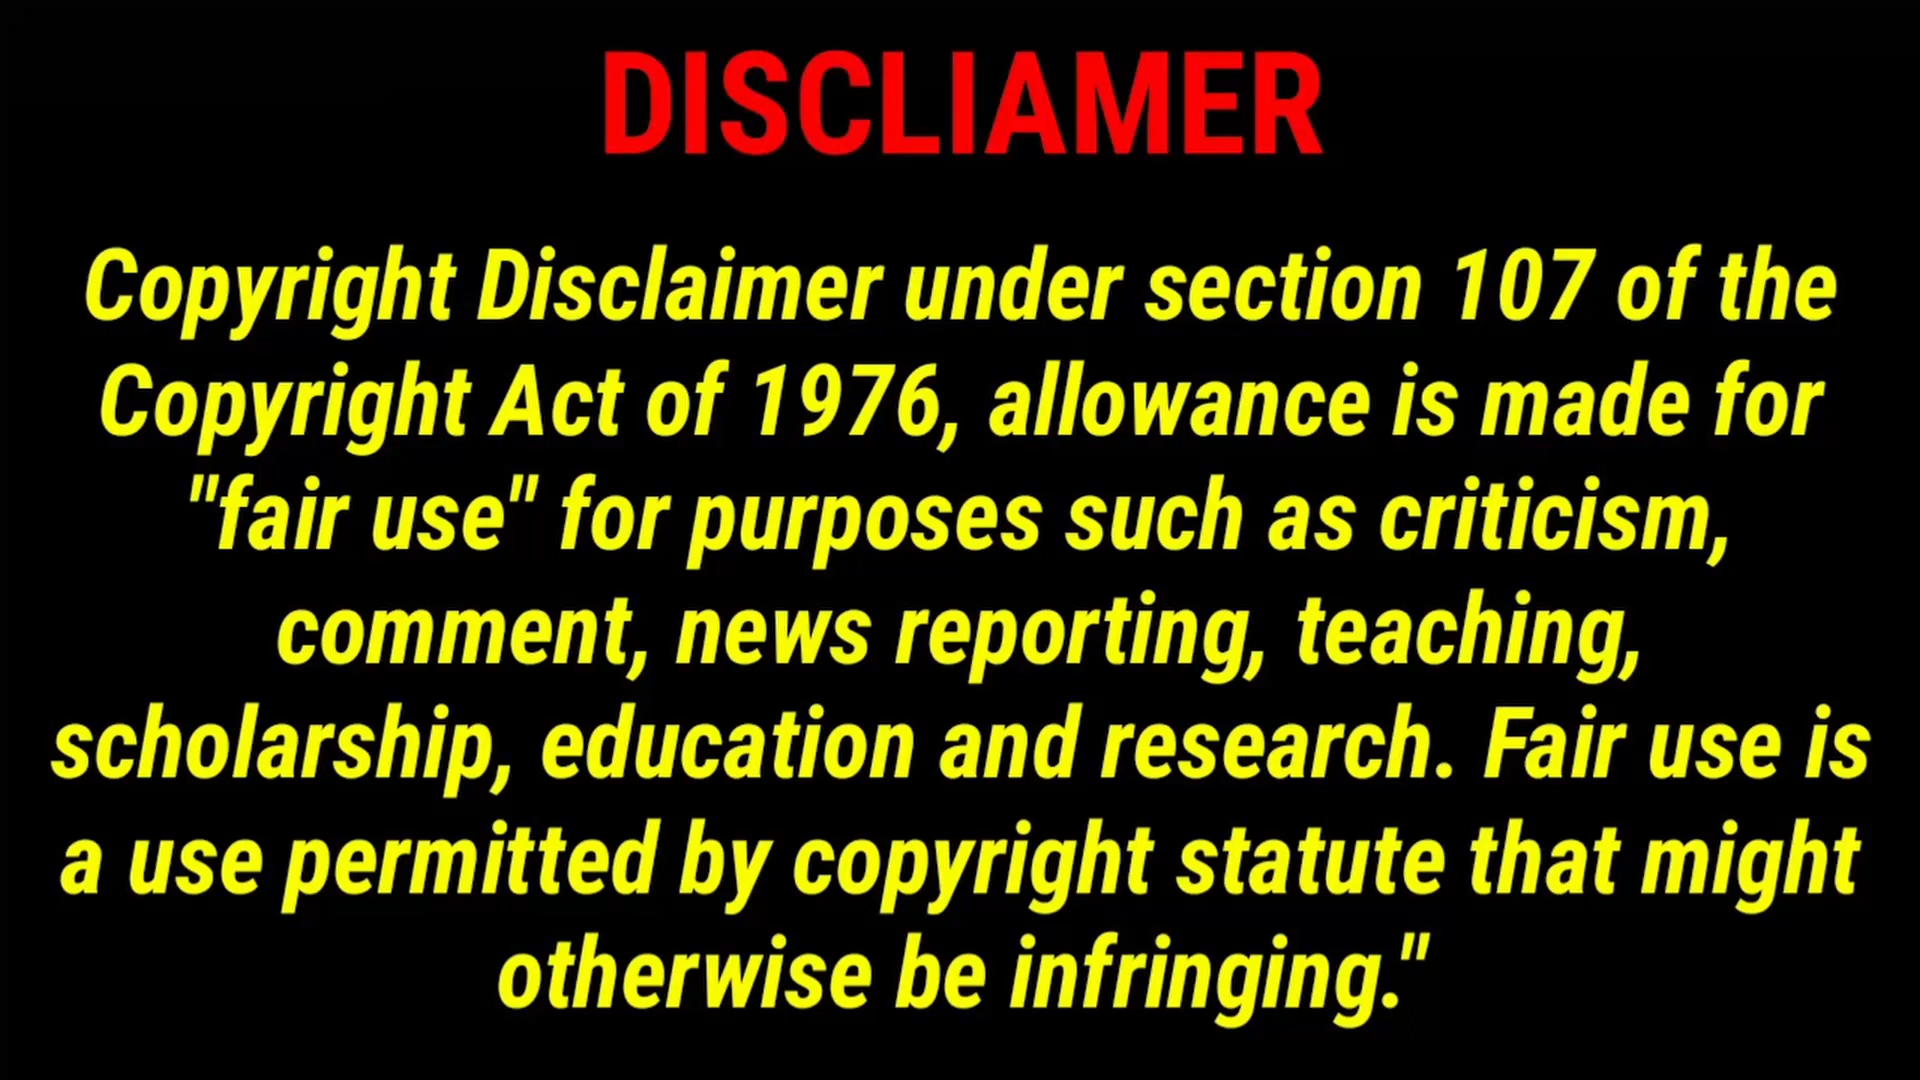 DISCLIAMER
Copyright Disclaimer under section 107 of the
Copyright Act of 1976, allowance is made for
"fair use" for purposes such as criticism,
comment, news reporting, teaching,
scholarship, education and research. Fair use is
a use permitted by copyright statute that might
otherwise be infringing."